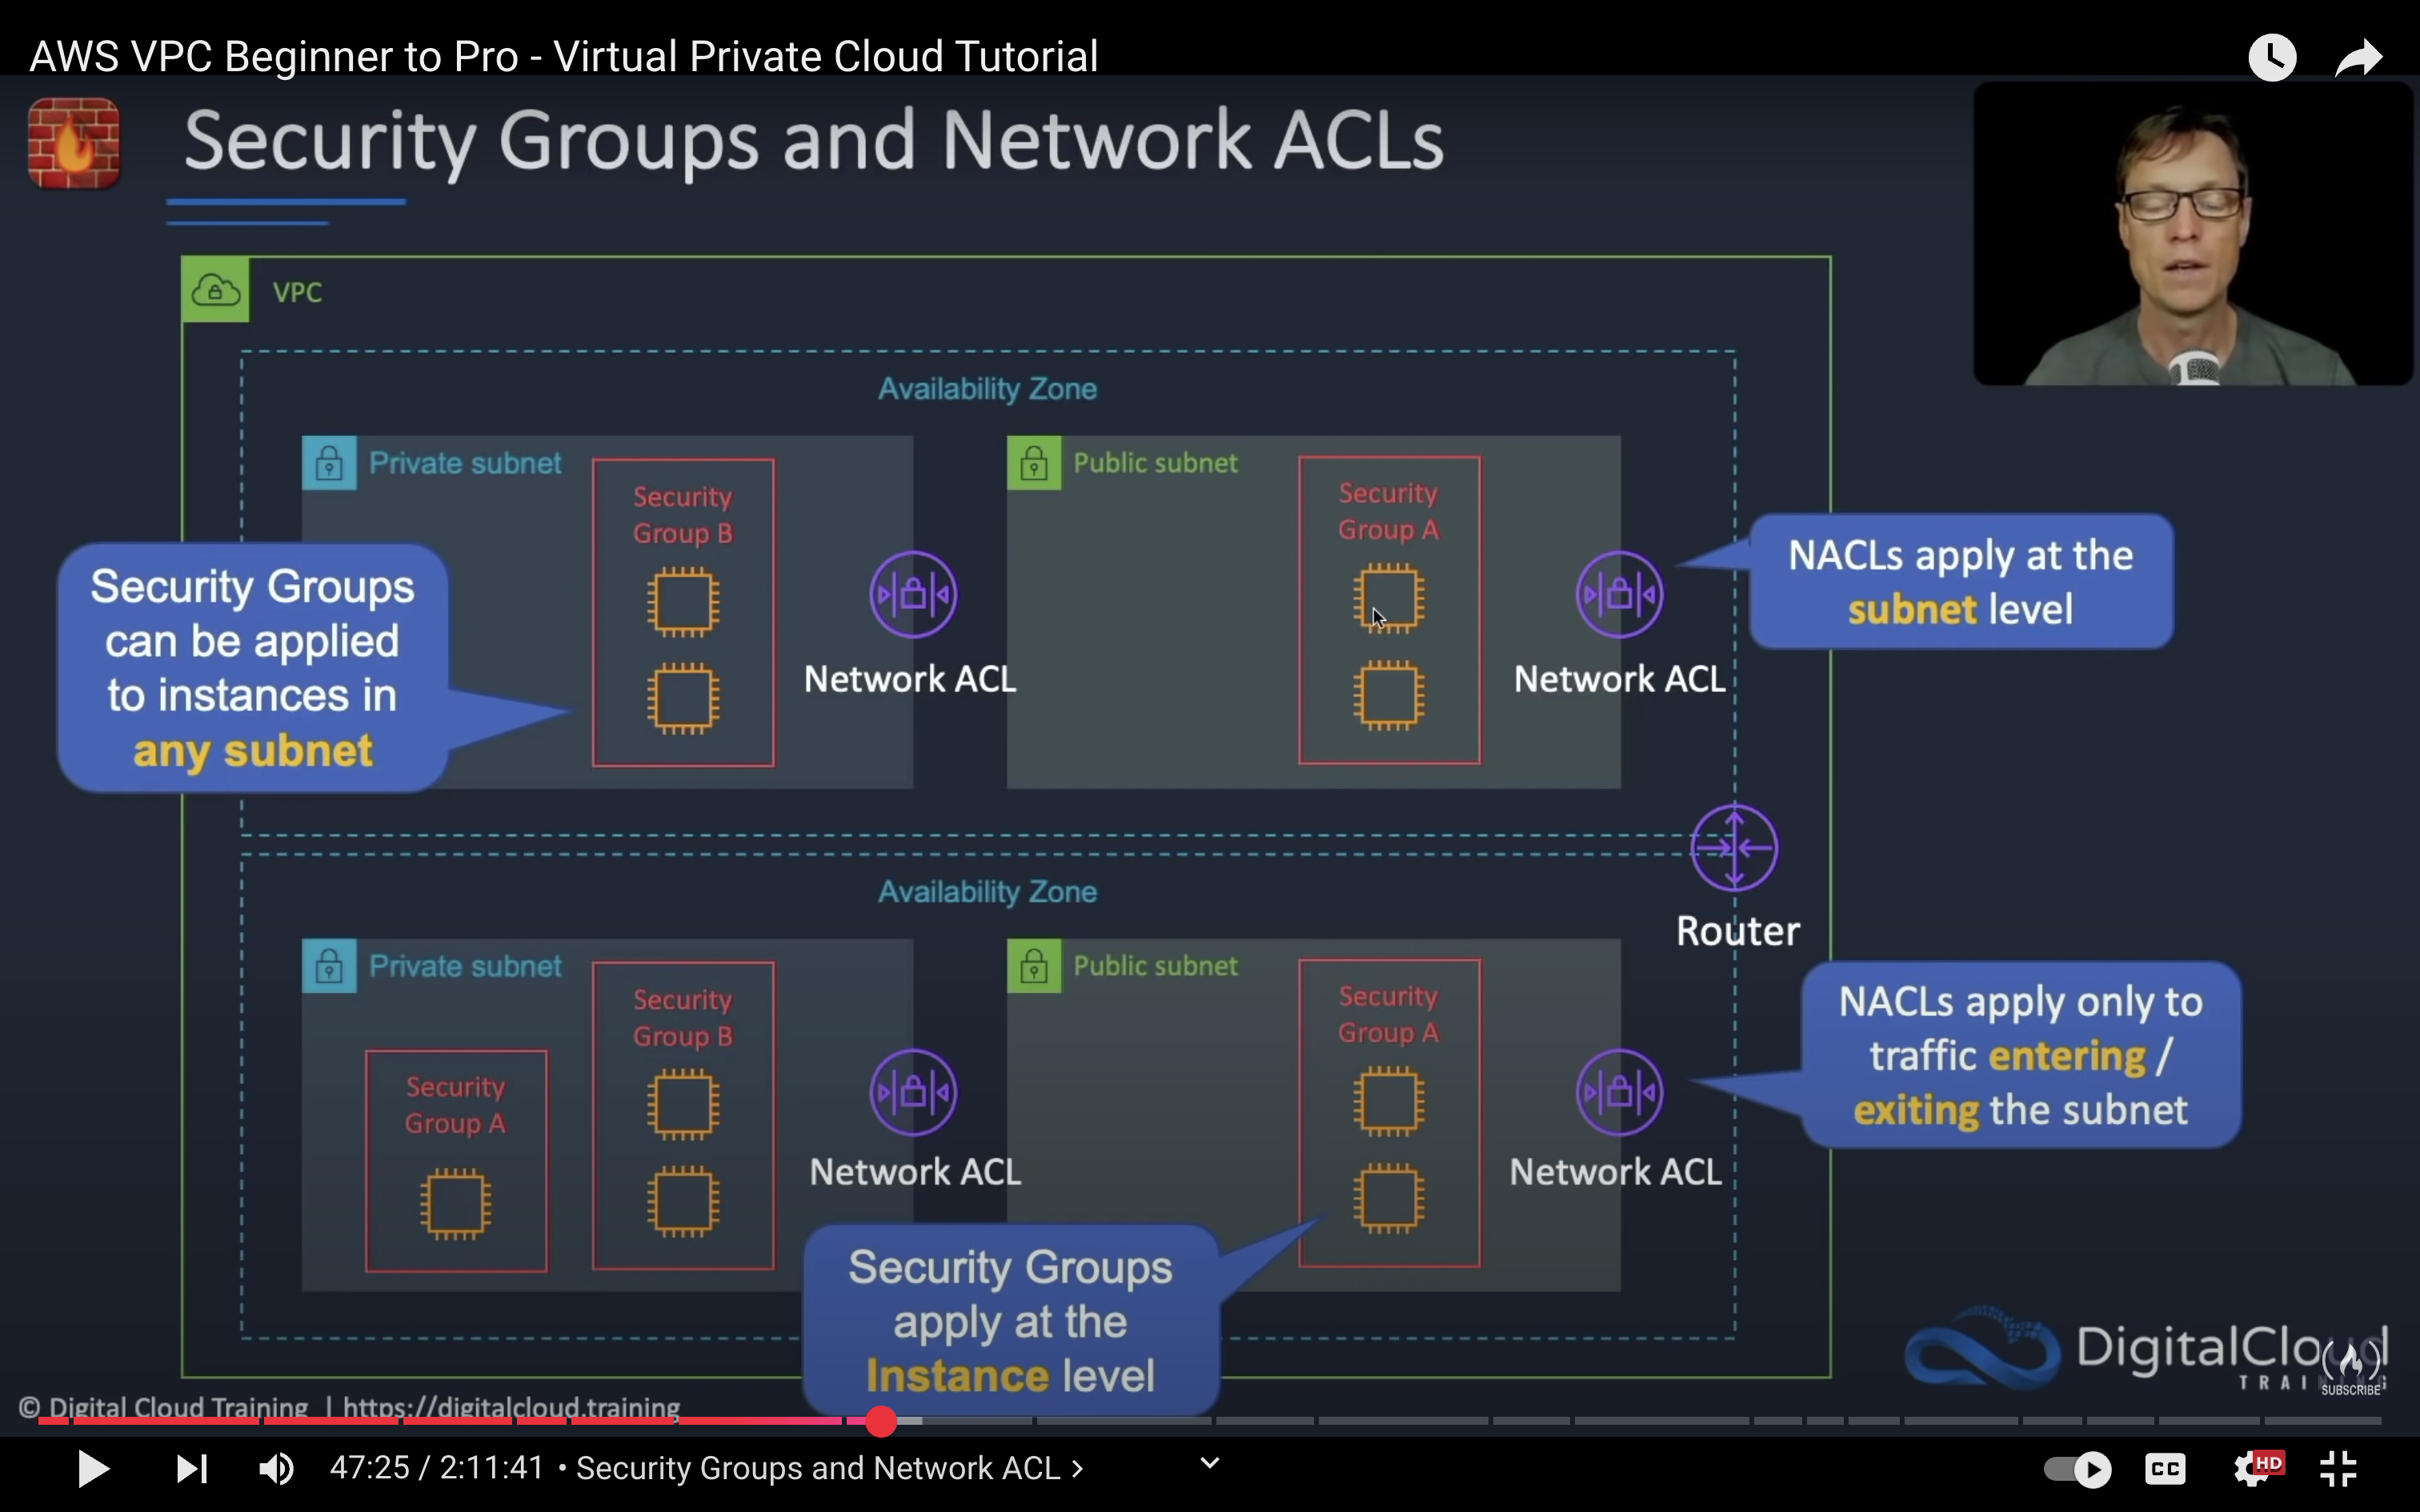 AWS VPC Beginner to Pro - Virtual Private Cloud Tutorial
Security Groups and Network ACLs
VPC
Availability Zone
Private subnet
Security
Group B
Network ACL
Public subnet
Security
Group A
Network ACL
Security Groups
can be applied
to instances in
any subnet
NACLs apply at the
subnet level
Router
Availability Zone
Private subnet
Security
Group A
Security
Group B
Network ACL
Public subnet
Security
Group A
Network ACL
NACLs apply only to
traffic entering /
exiting the subnet
Security Groups
apply at the
Instance level
DigitalCloud
SUBSCRIBE
© Digital Cloud Training | https://digitalcloud.training
47:25 / 2:11:41 • Security Groups and Network ACL >
CC
HD